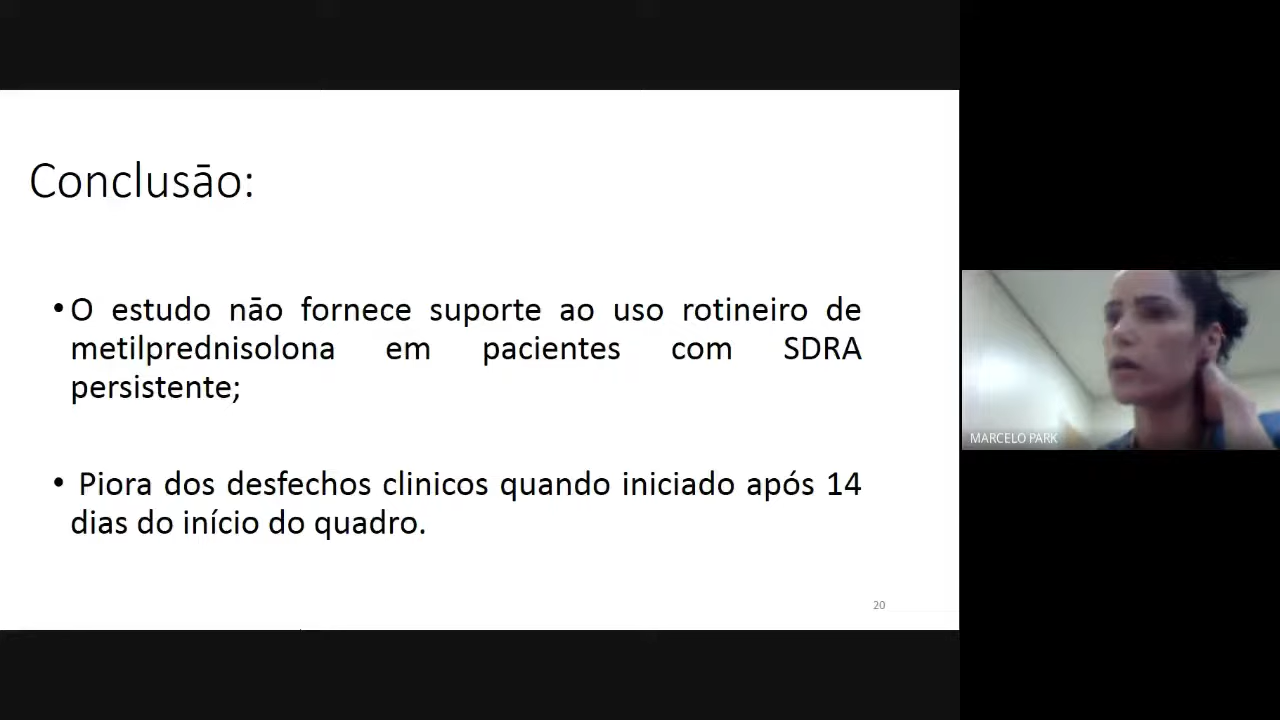 Conclusão:
• O estudo não fornece suporte ao uso rotineiro de
metilprednisolona em pacientes com SDRA
persistente;
• Piora dos desfechos clinicos quando iniciado após 14
dias do início do quadro.
20
MARCELO PARK